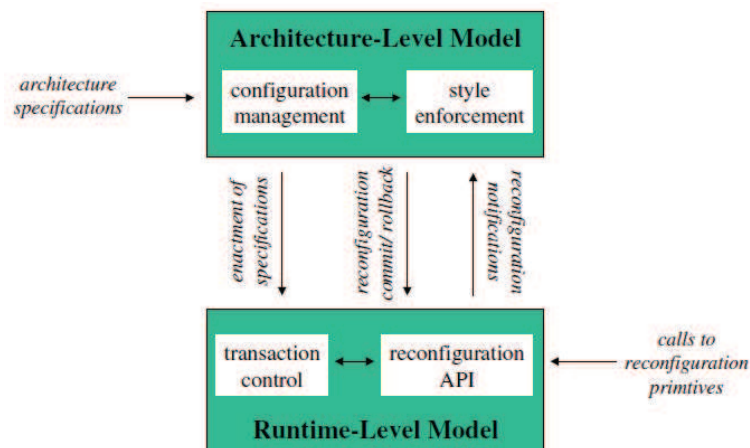 Architecture-Level Model
architecture
specifications
configuration
management
style
enforcement
enactment of
specifications
reconfiguration
commit/ rollback
reconfiguration
notifications
transaction
control
reconfiguration
API
calls to
reconfiguration
primtives
Runtime-Level Model